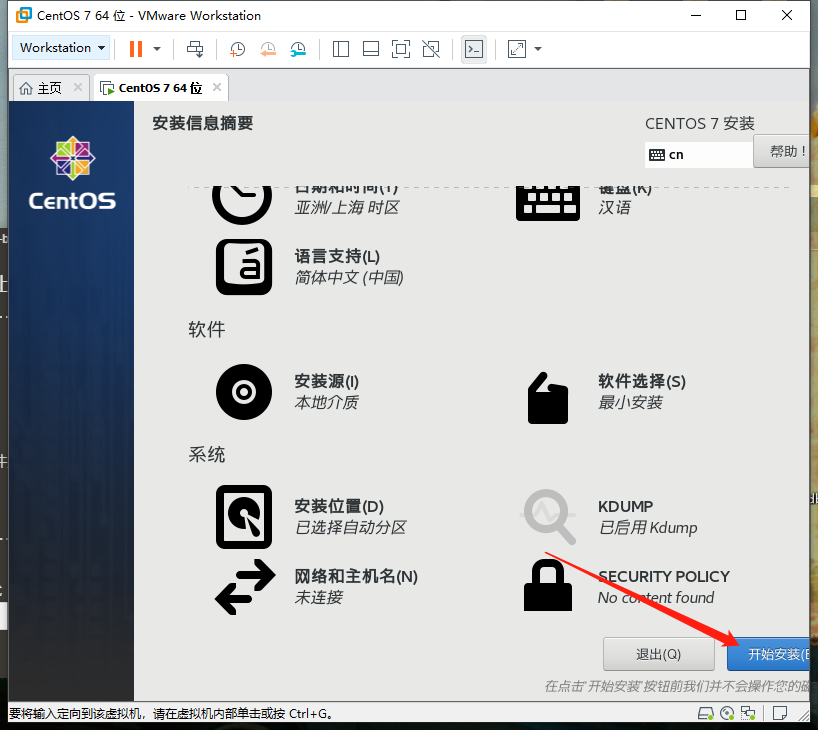 CentOS 7 64 位 - VMware Workstation
Workstation
主页
CentOS 7 64 位
安装信息摘要
CENTOS 7 安装
cn
帮助！
CentOS
日期和时间(T)
亚洲/上海 时区
键盘(K)
汉语
语言支持(L)
简体中文 (中国)
软件
安装源(I)
本地介质
软件选择(S)
最小安装
系统
安装位置(D)
已选择自动分区
KDUMP
已启用 Kdump
网络和主机名(N)
未连接
SECURITY POLICY
No content found
退出(Q)
开始安装(B
在点击"开始安装"按钮前我们并不会操作您的磁
要将输入定向到该虚拟机，请在虚拟机内部单击或按 Ctrl+G。